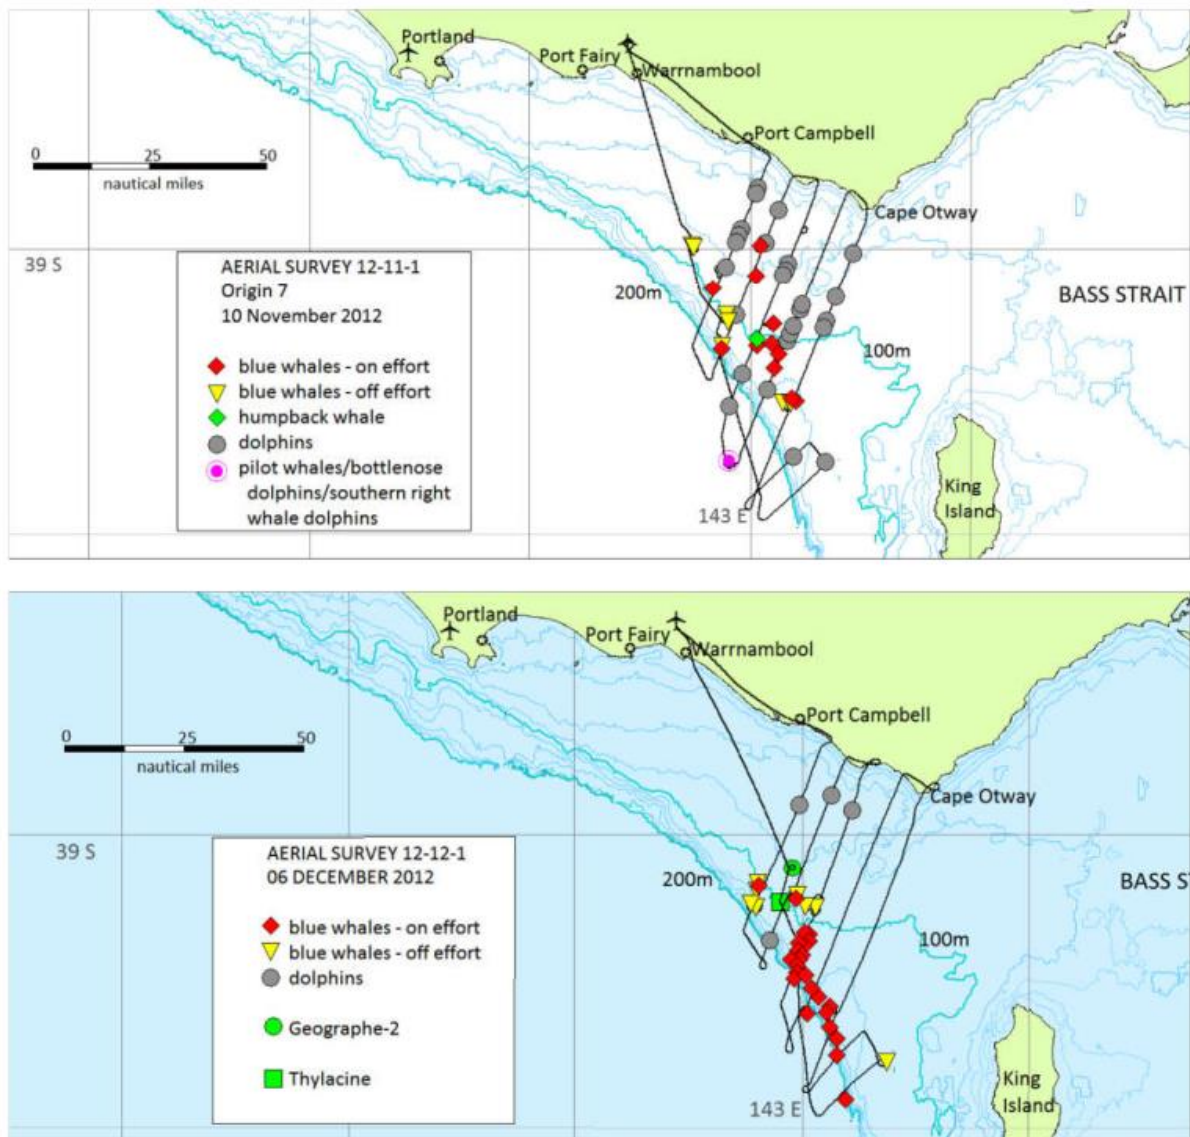 Portland
Port Fairy
Warrnambool
Port Campbell
0 25 50
nautical miles
Cape Otway
39 S
AERIAL SURVEY 12-11-1
Origin 7
10 November 2012
200m
BASS STRAIT
100m
blue whales - on effort
blue whales - off effort
humpback whale
dolphins
pilot whales/bottlenose
dolphins/southern right
whale dolphins
King
Island
143 E
Portland
Port Fairy
Warrnambool
Port Campbell
0 25 50
nautical miles
Cape Otway
39 S
AERIAL SURVEY 12-12-1
06 DECEMBER 2012
200m
BASS S
100m
blue whales - on effort
blue whales - off effort
dolphins
Geographe-2
Thylacine
King
Island
143 E